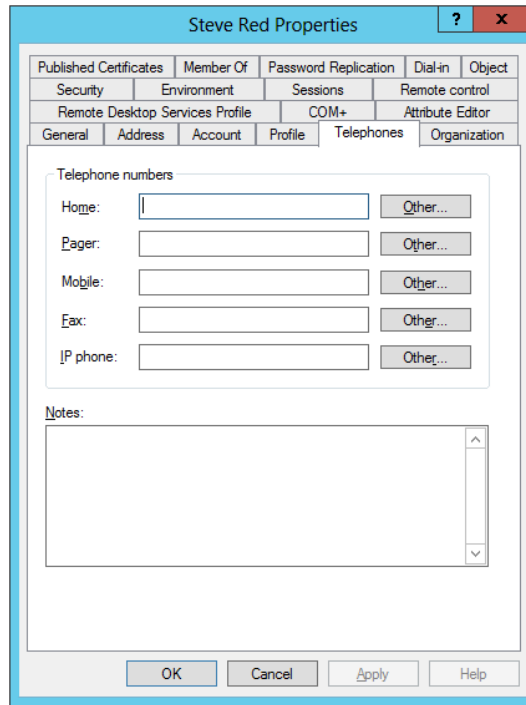 Steve Red Properties ? x
Published Certificates Member Of Password Replication Dial-in Object
Security Environment Sessions Remote control
Remote Desktop Services Profile COM+ Attribute Editor
General Address Account Profile Telephones Organization
Telephone numbers
Home: Other...
Pager: Other...
Mobile: Other...
Fax: Other...
IP phone: Other...
Notes:
OK Cancel Apply Help